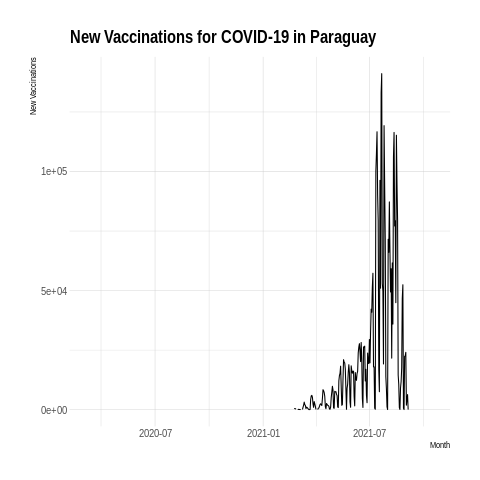 New Vaccinations for COVID-19 in Paraguay
New Vaccinations
1e+05
5e+04
0e+00
2020-07 2021-01 2021-07
Month